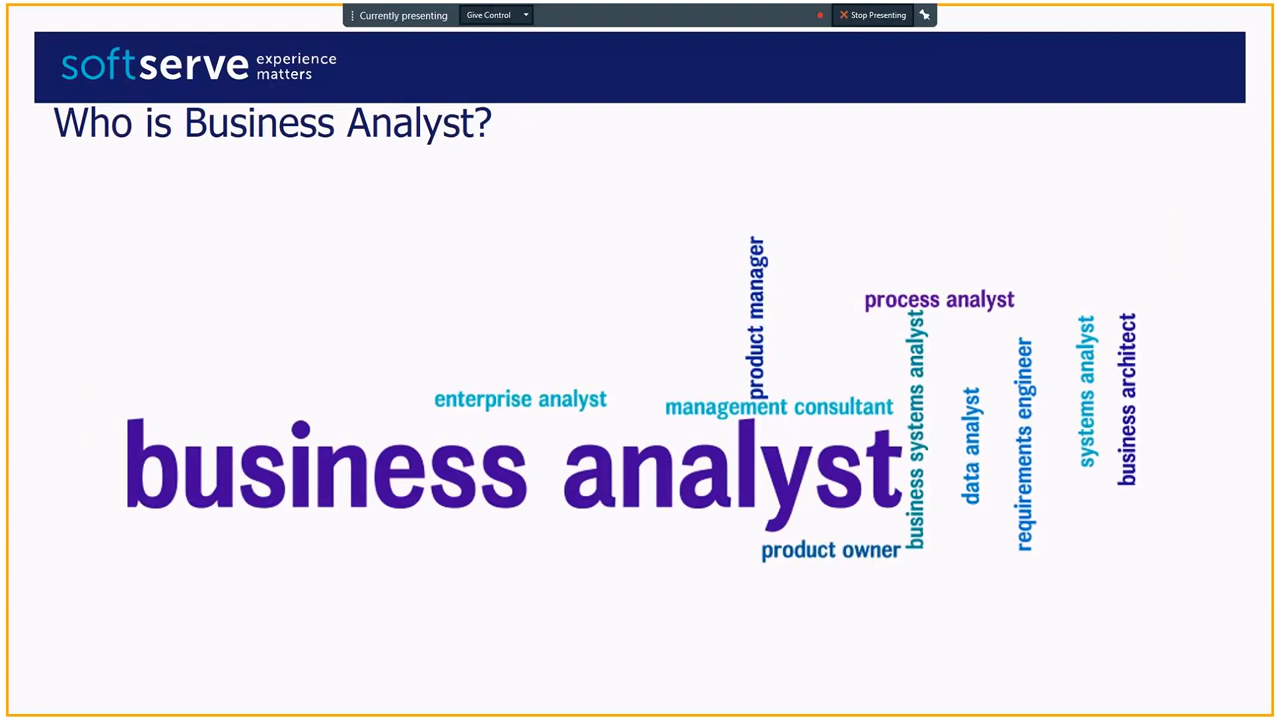 Currently presenting
Give Control
Stop Presenting
softserve experience matters
Who is Business Analyst?
product manager
process analyst
enterprise analyst
management consultant
business analyst
business systems analyst
data analyst
requirements engineer
systems analyst
business architect
product owner